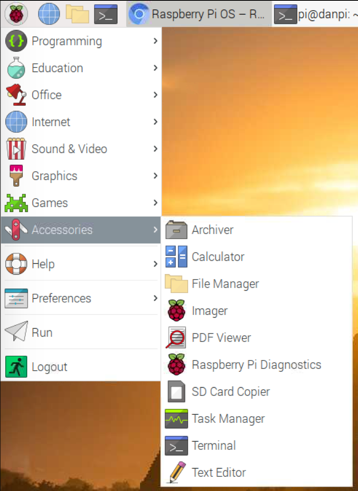 Raspberry Pi OS – R...
pi@danpi: ~
Programming
Education
Office
Internet
Sound & Video
Graphics
Games
Accessories
Help
Preferences
Run
Logout
Archiver
Calculator
File Manager
Imager
PDF Viewer
Raspberry Pi Diagnostics
SD Card Copier
Task Manager
Terminal
Text Editor